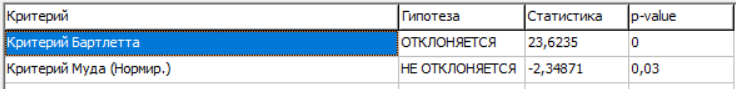 Критерий Гипотеза Статистика p-value
Критерий Бартлетта ОТКЛОНЯЕТСЯ 23,6235 0
Критерий Муда (Нормир.) НЕ ОТКЛОНЯЕТСЯ -2,34871 0,03